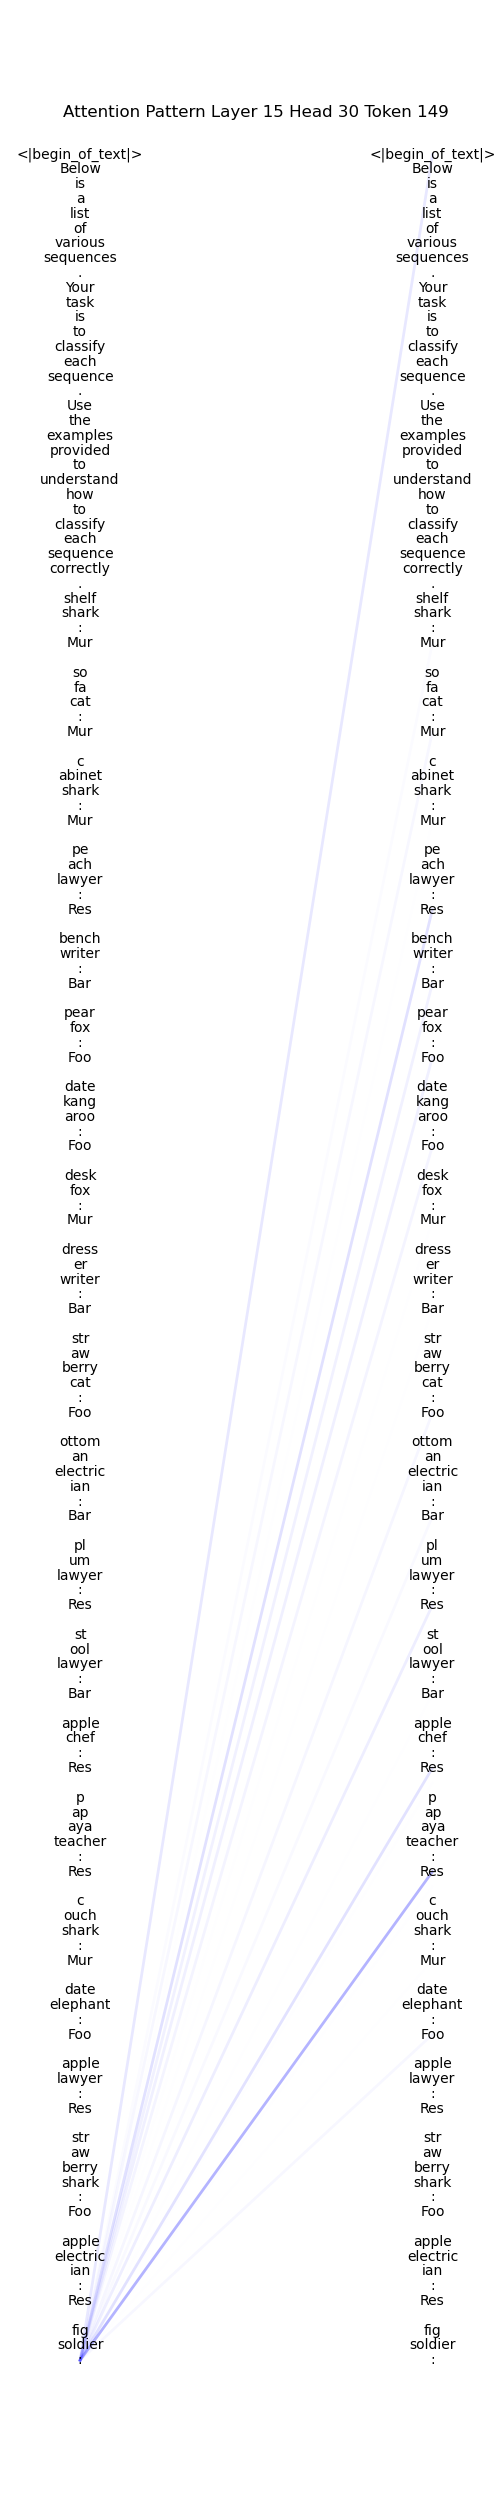 Attention Pattern Layer 15 Head 30 Token 149
<|begin_of_text|>
Below
is
a
list
of
various
sequences
.
Your
task
is
to
classify
each
sequence
.
Use
the
examples
provided
to
understand
how
to
classify
each
sequence
correctly
.
shelf
shark
:
Mur
so
fa
cat
:
Mur
c
abinet
shark
:
Mur
pe
ach
lawyer
:
Res
bench
writer
:
Bar
pear
fox
:
Foo
date
kang
aroo
:
Foo
desk
fox
:
Mur
dress
er
writer
:
Bar
str
aw
berry
cat
:
Foo
ottom
an
electric
ian
:
Bar
pl
um
lawyer
:
Res
st
ool
lawyer
:
Bar
apple
chef
:
Res
p
ap
aya
teacher
:
Res
c
ouch
shark
:
Mur
date
elephant
:
Foo
apple
lawyer
:
Res
str
aw
berry
shark
:
Foo
apple
electric
ian
:
Res
fig
soldier
:
<|begin_of_text|>
Below
is
a
list
of
various
sequences
.
Your
task
is
to
classify
each
sequence
.
Use
the
examples
provided
to
understand
how
to
classify
each
sequence
correctly
.
shelf
shark
:
Mur
so
fa
cat
:
Mur
c
abinet
shark
:
Mur
pe
ach
lawyer
:
Res
bench
writer
:
Bar
pear
fox
:
Foo
date
kang
aroo
:
Foo
desk
fox
:
Mur
dress
er
writer
:
Bar
str
aw
berry
cat
:
Foo
ottom
an
electric
ian
:
Bar
pl
um
lawyer
:
Res
st
ool
lawyer
:
Bar
apple
chef
:
Res
p
ap
aya
teacher
:
Res
c
ouch
shark
:
Mur
date
elephant
:
Foo
apple
lawyer
:
Res
str
aw
berry
shark
:
Foo
apple
electric
ian
:
Res
fig
soldier
: